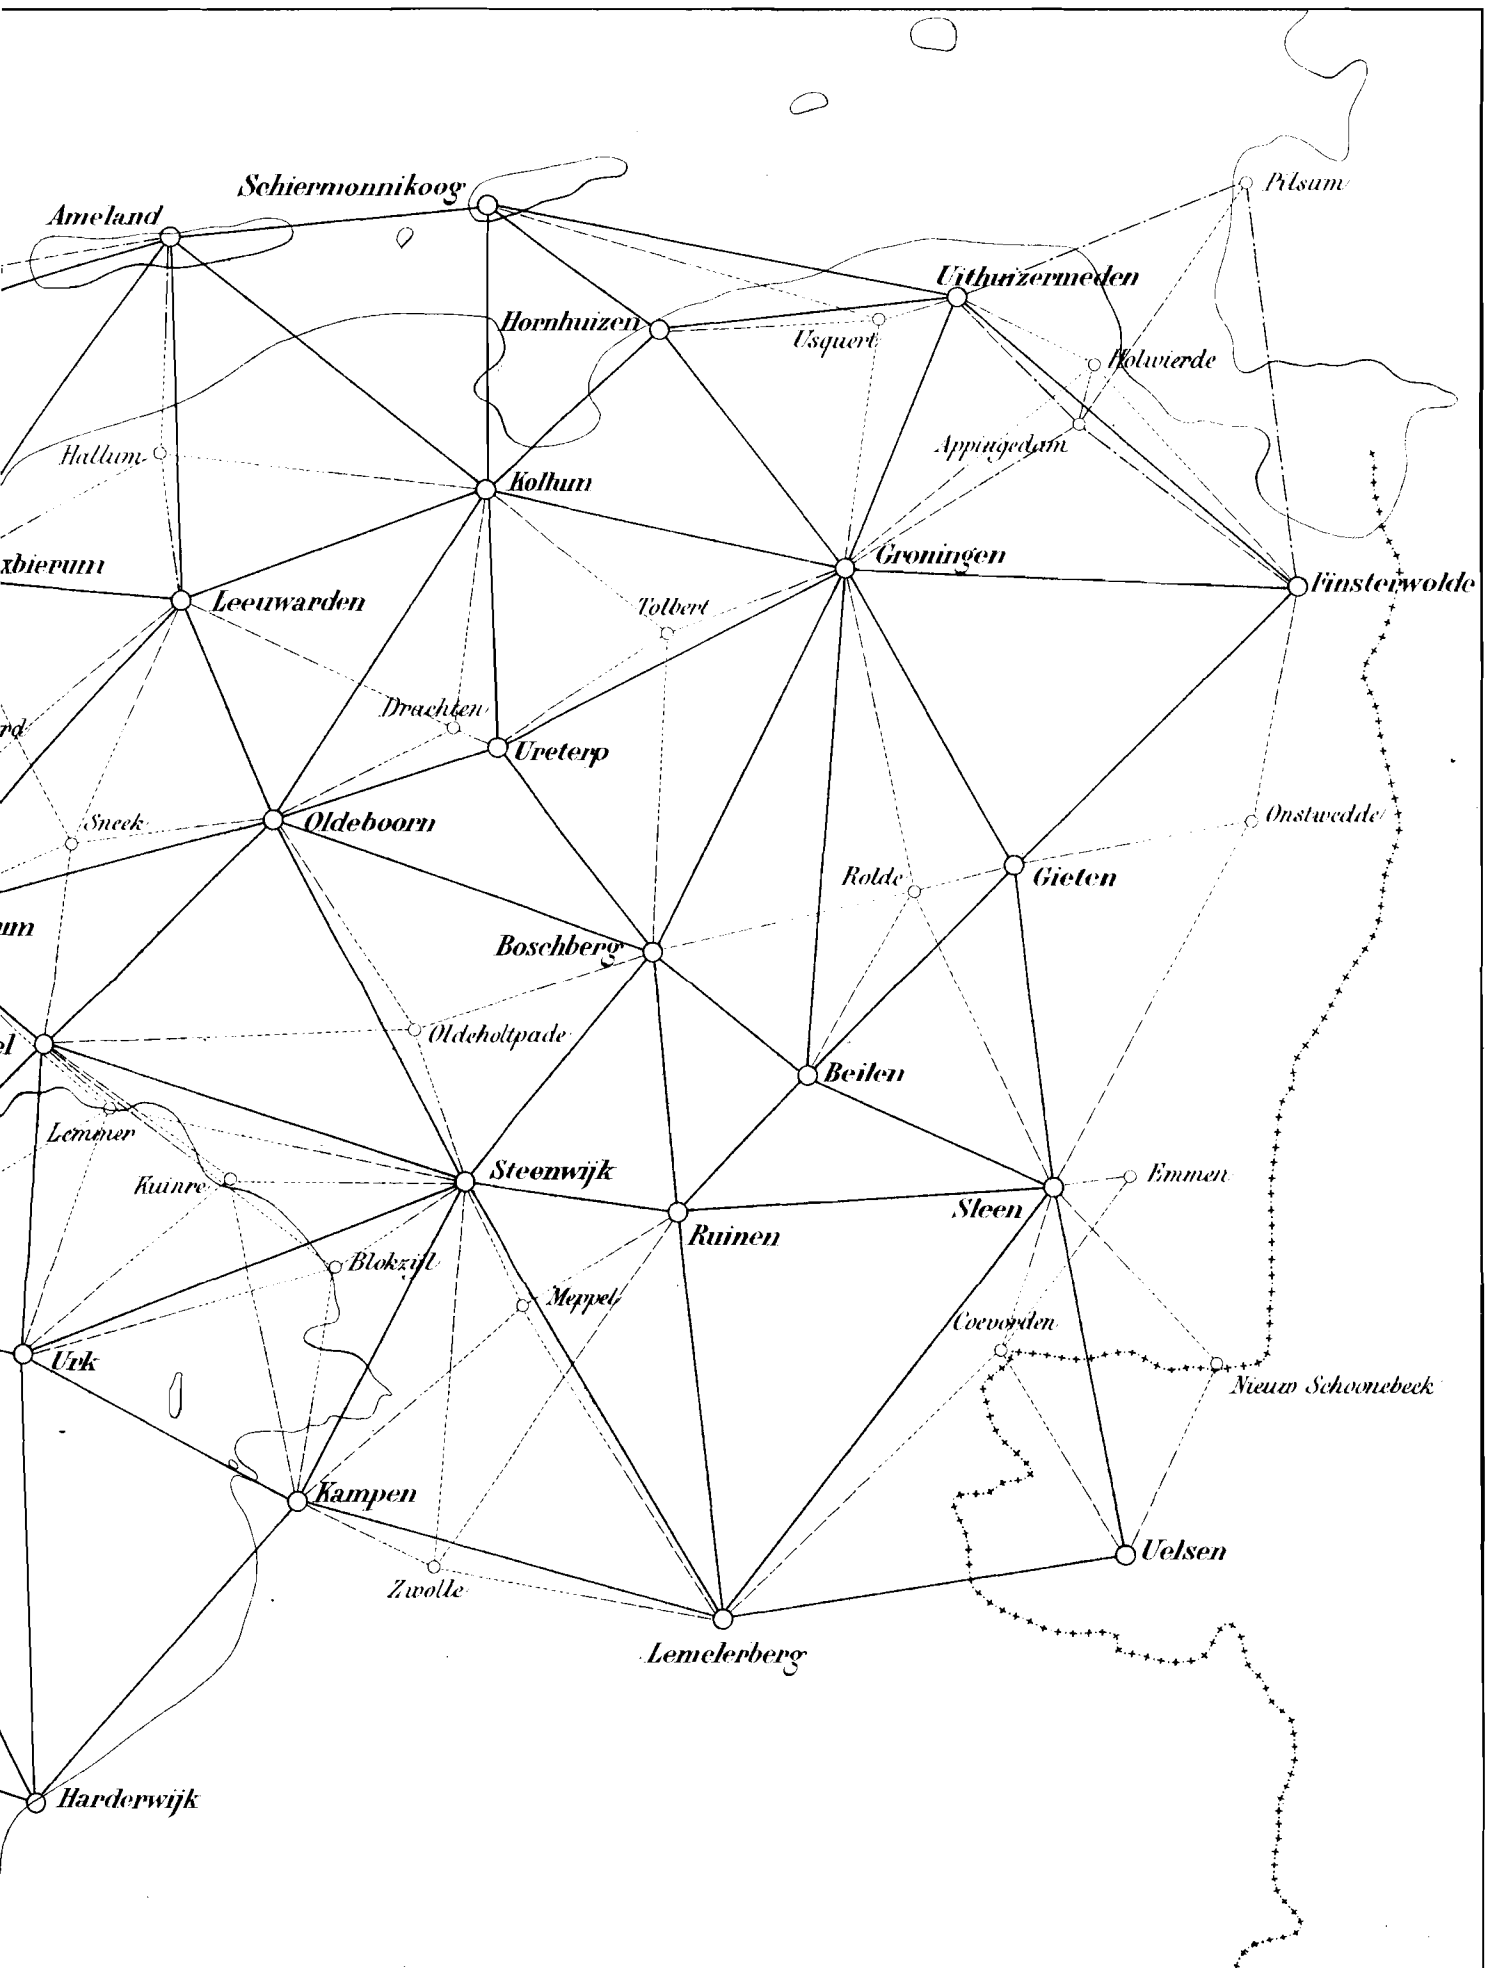 Schiermonnikoog
Pilsum
Ameland
Uithuizermeden
Hornhuizen
Usquert
Holwierde
Hallum
Appingedam
Kollum
xbierum
Groningen
Finsterwolde
Leeuwarden
Tolbert
Drachten
rd
Ureterp
Sneek
Oldeboorn
Onstwedde
Rolde
Gieten
um
Boschberg
Oldeholtpade
el
Beilen
Lemmer
Steenwijk
Emmen
Kuinre
Sleen
Ruinen
Blokzijl
Meppel
Coevorden
Urk
Nieuw Schoonebeek
Kampen
Uelsen
Zwolle
Lemelerberg
Harderwijk